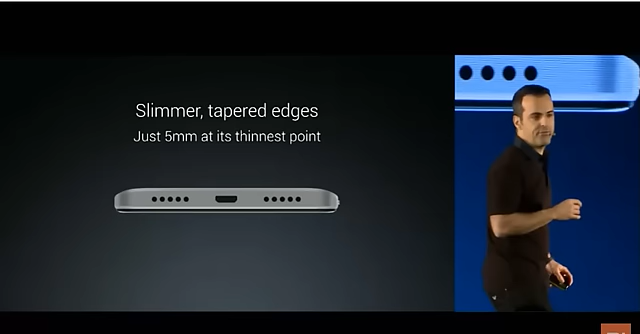 Slimmer, tapered edges
Just 5mm at its thinnest point